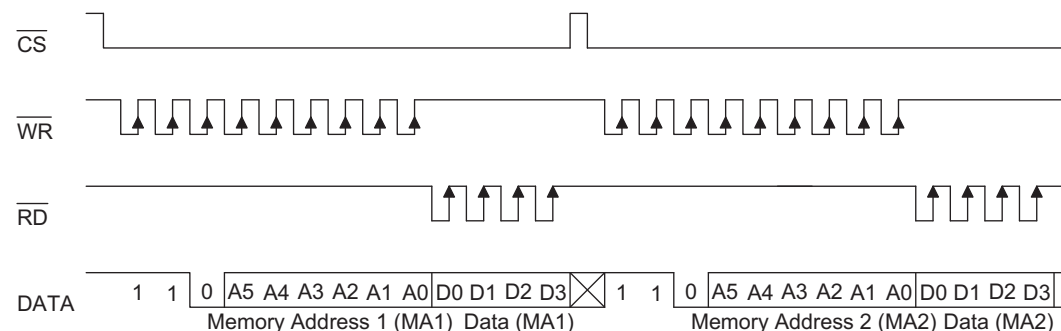 CS
WR
RD
DATA 1 1 0 A5 A4 A3 A2 A1 A0 D0 D1 D2 D3 1 1 0 A5 A4 A3 A2 A1 A0 D0 D1 D2 D3
Memory Address 1 (MA1) Data (MA1) Memory Address 2 (MA2) Data (MA2)